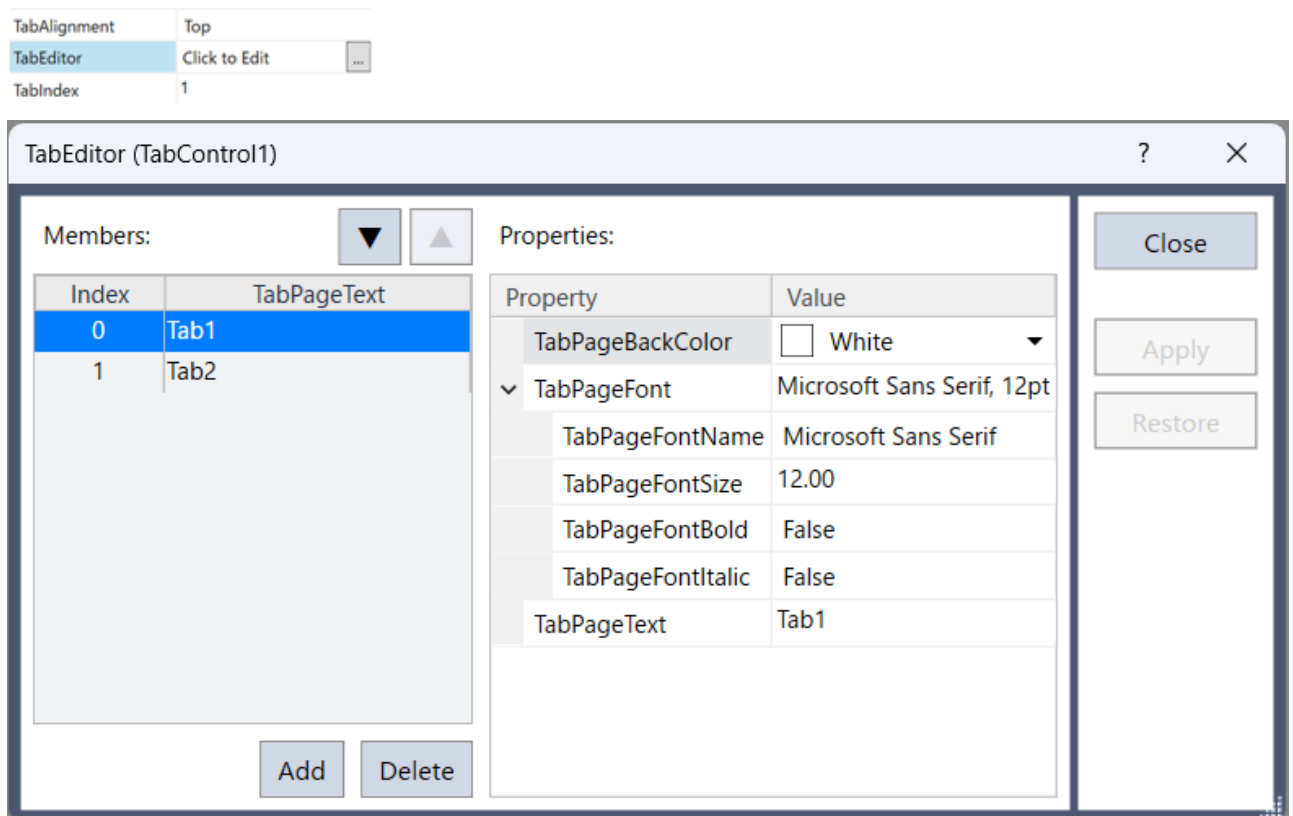 TabAlignment Top
TabEditor Click to Edit ...
TabIndex 1
TabEditor (TabControl1) ?
Members: ▼ ▲ Properties: Close
Index TabPageText Property Value
0 Tab1 TabPageBackColor White Apply
1 Tab2 TabPageFont Microsoft Sans Serif, 12pt
TabPageFontName Microsoft Sans Serif Restore
TabPageFontSize 12.00
TabPageFontBold False
TabPageFontItalic False
TabPageText Tab1
Add Delete